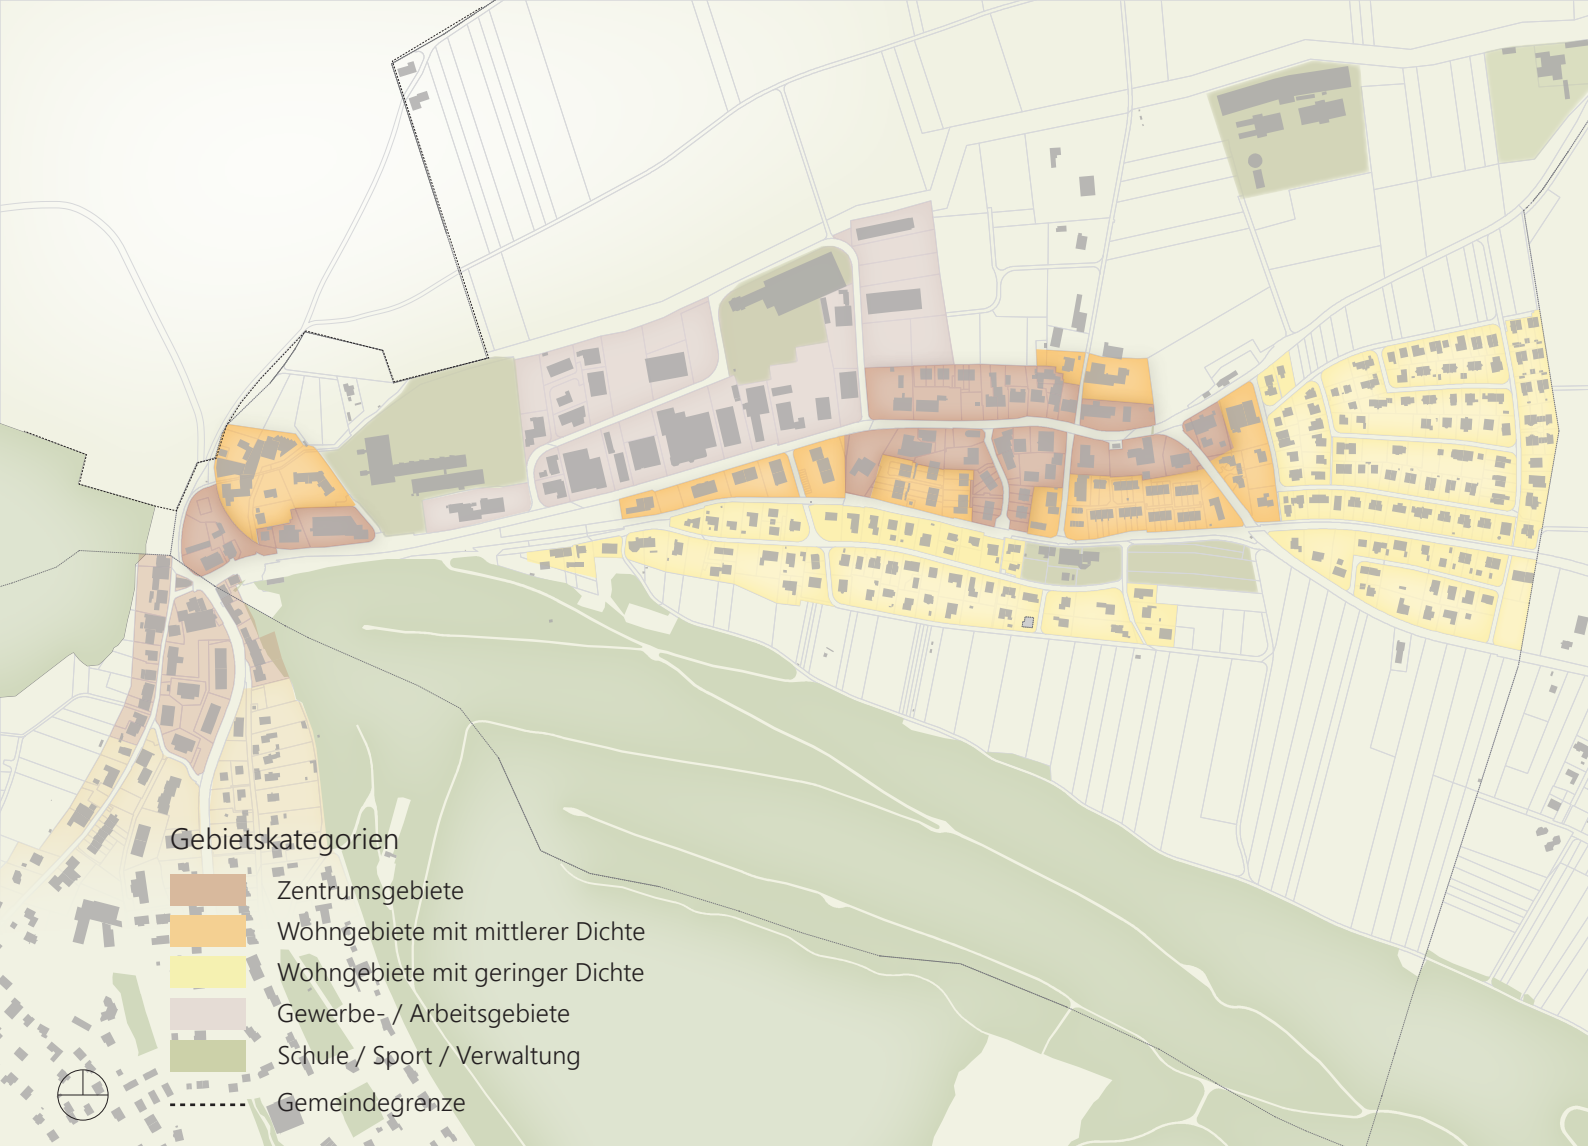 Gebietskategorien
Zentrumsgebiete
Wohngebiete mit mittlerer Dichte
Wohngebiete mit geringer Dichte
Gewerbe- / Arbeitsgebiete
Schule / Sport / Verwaltung
Gemeindegrenze